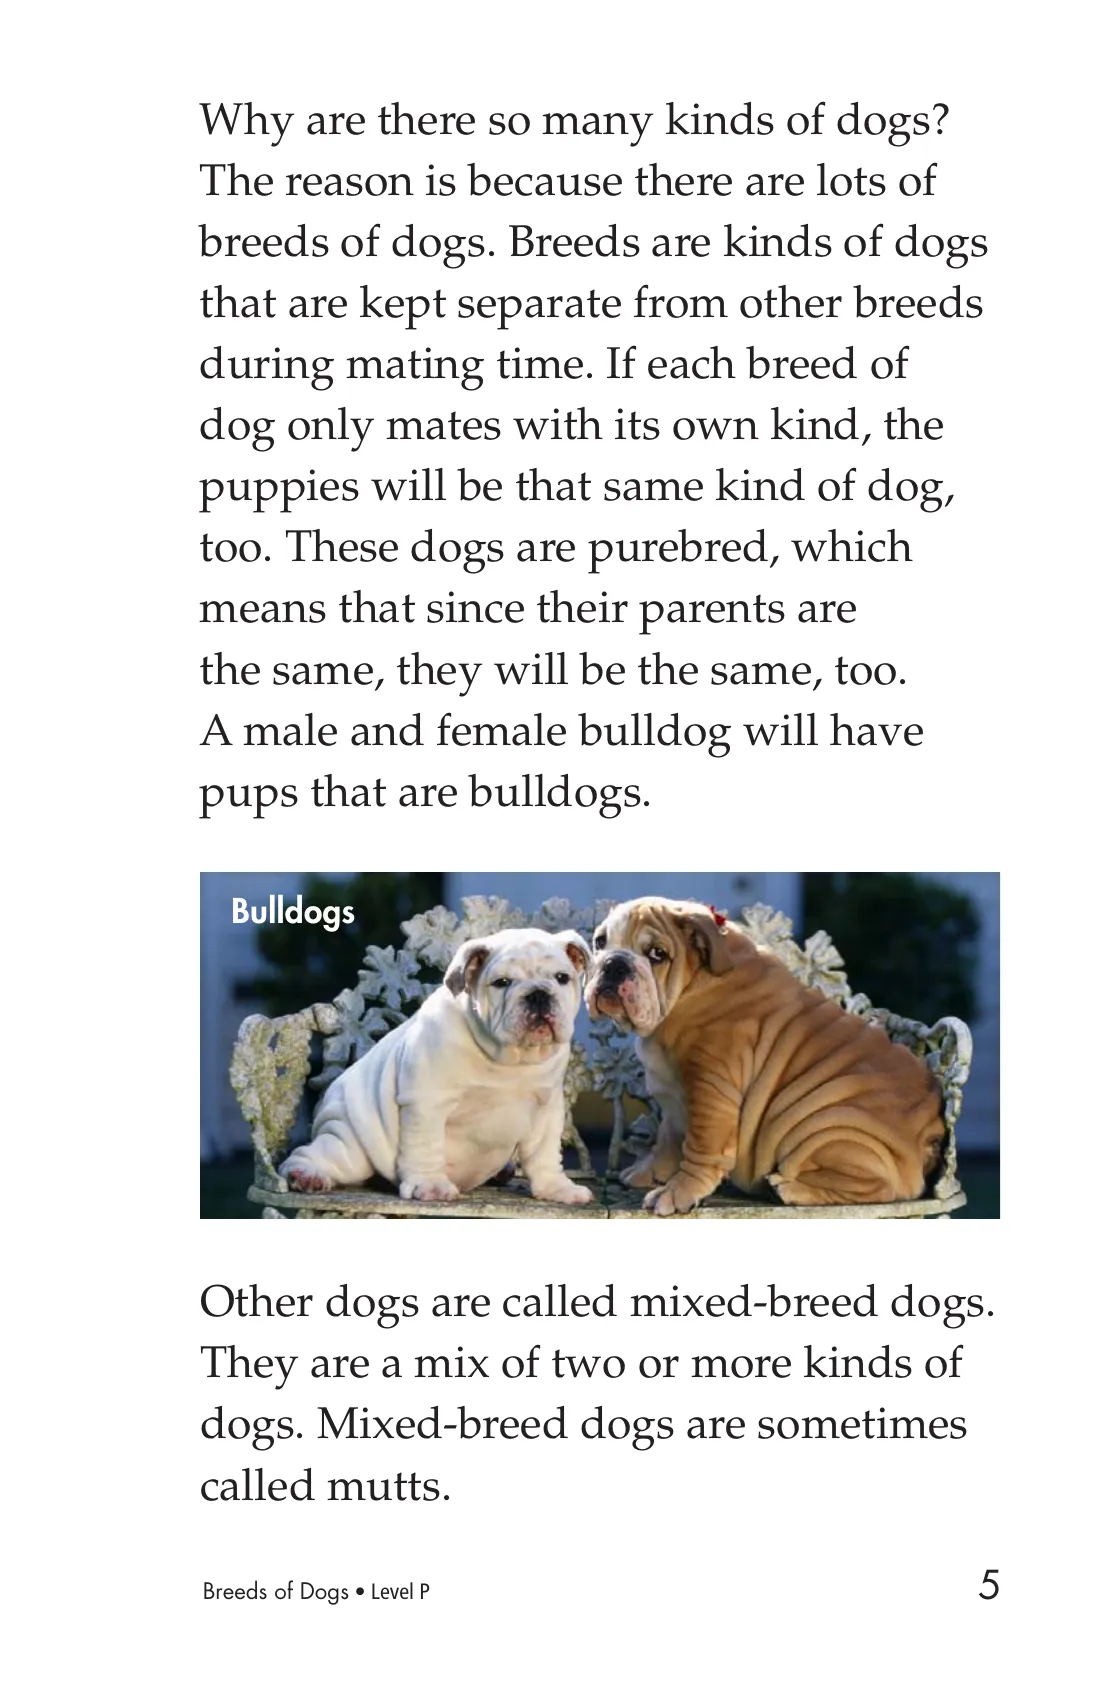 Why are there so many kinds of dogs?
The reason is because there are lots of
breeds of dogs. Breeds are kinds of dogs
that are kept separate from other breeds
during mating time. If each breed of
dog only mates with its own kind, the
puppies will be that same kind of dog,
too. These dogs are purebred, which
means that since their parents are
the same, they will be the same, too.
A male and female bulldog will have
pups that are bulldogs.
Bulldogs
Other dogs are called mixed-breed dogs.
They are a mix of two or more kinds of
dogs. Mixed-breed dogs are sometimes
called mutts.
Breeds of Dogs • Level P 5